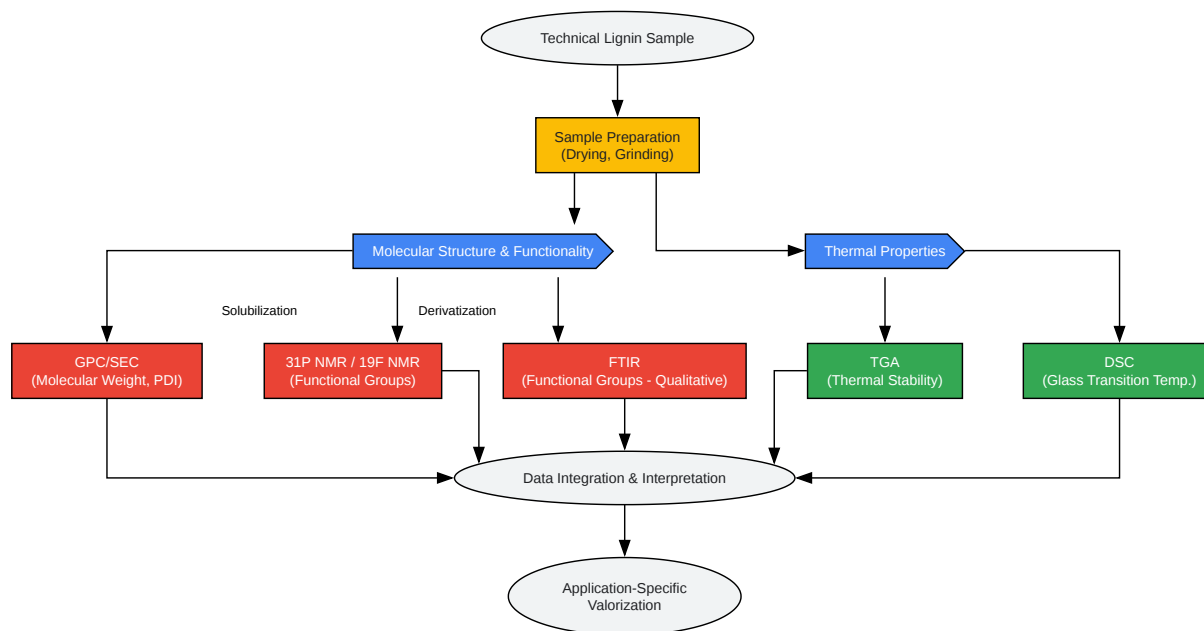 Technical Lignin Sample
Sample Preparation
(Drying, Grinding)
Molecular Structure & Functionality
Thermal Properties
Solubilization
Derivatization
GPC/SEC
(Molecular Weight, PDI)
31P NMR / 19F NMR
(Functional Groups)
FTIR
(Functional Groups - Qualitative)
TGA
(Thermal Stability)
DSC
(Glass Transition Temp.)
Data Integration & Interpretation
Application-Specific
Valorization